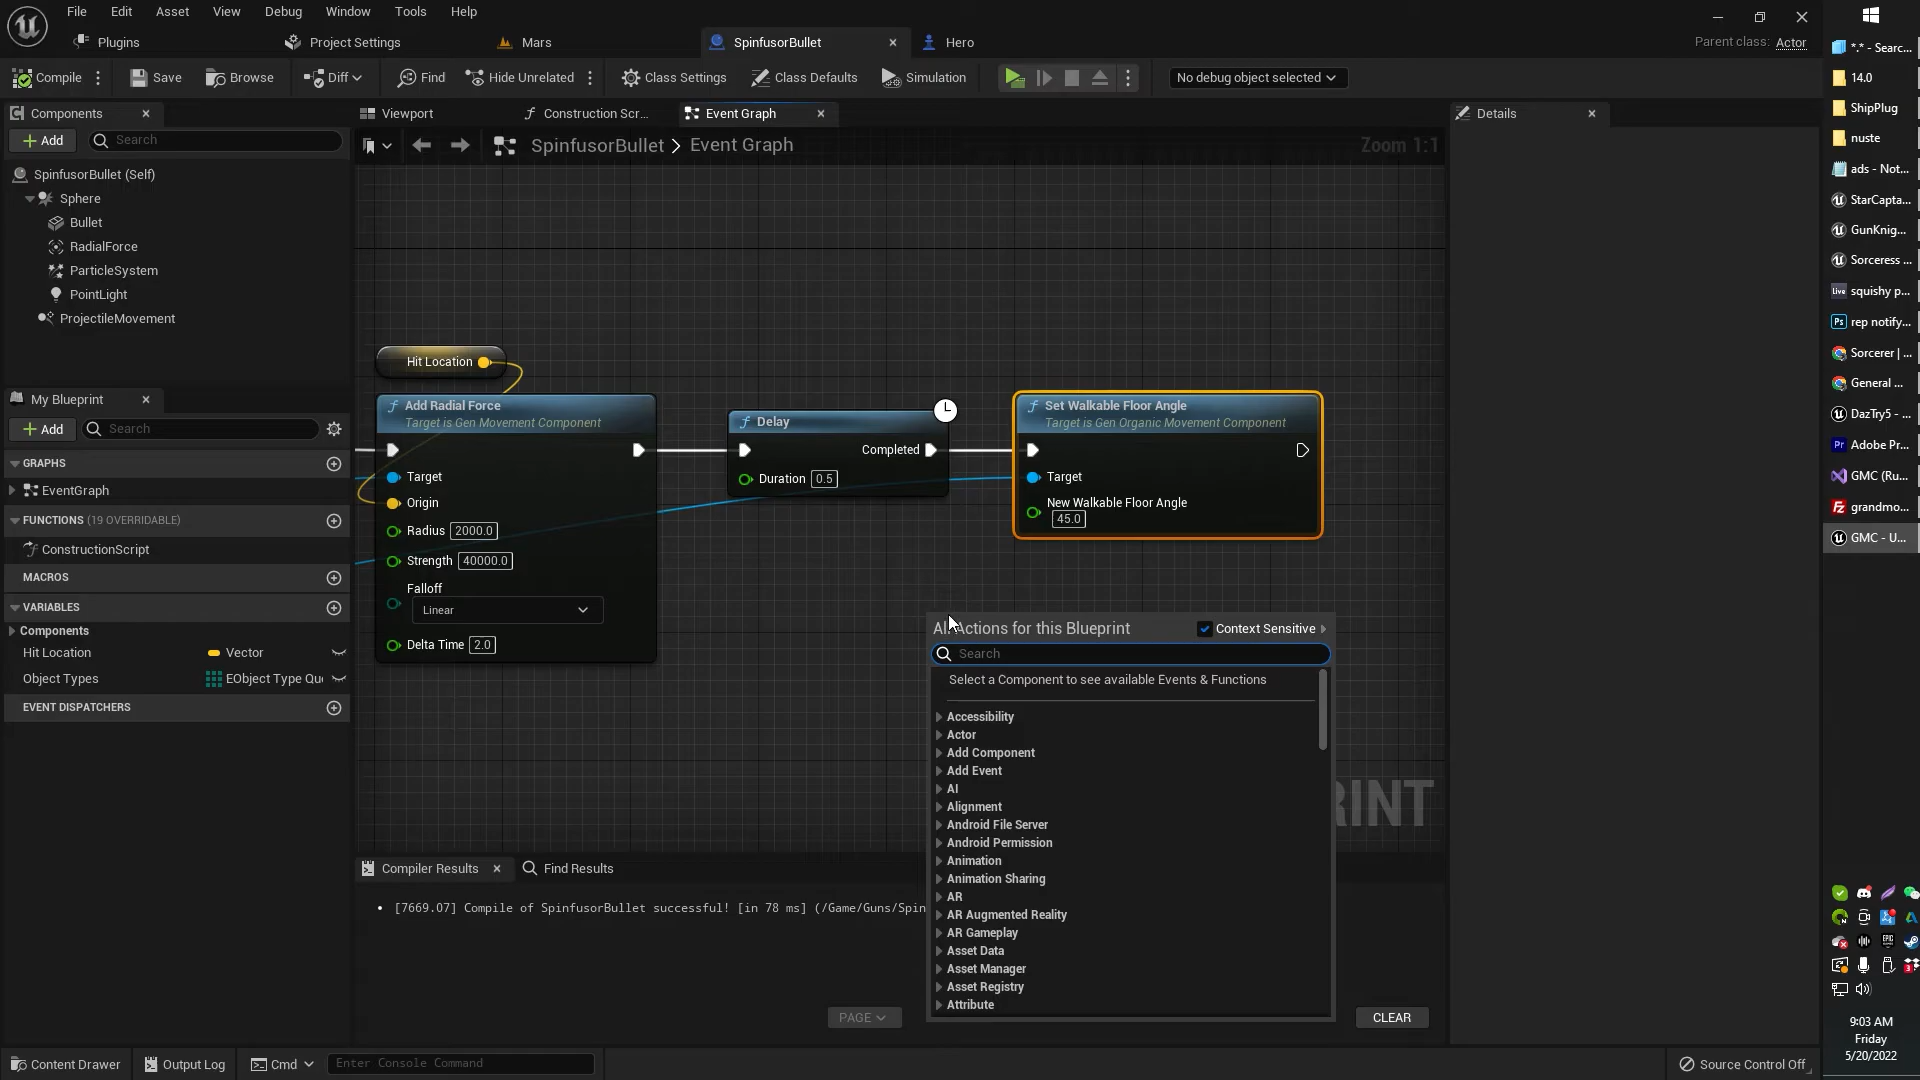 File Edit Asset View Debug Window Tools Help
Plugins Project Settings Mars SpinfusorBullet Hero Parent class: Actor
Compile Save Browse Diff Find Hide Unrelated Class Settings Class Defaults Simulation No debug object selected
Components
Add Search
SpinfusorBullet (Self)
Sphere
Bullet
RadialForce
ParticleSystem
PointLight
ProjectileMovement
My Blueprint
Add Search
GRAPHS
EventGraph
FUNCTIONS (19 OVERRIDABLE)
ConstructionScript
MACROS
VARIABLES
Components
Hit Location Vector
Object Types EObject Type Qu
EVENT DISPATCHERS
Viewport Construction Scr... Event Graph
SpinfusorBullet > Event Graph Zoom 1:1
Hit Location
Add Radial Force
Target is Gen Movement Component
Target
Origin
Radius 2000.0
Strength 40000.0
Falloff
Linear
Delta Time 2.0
Delay
Completed
Duration 0.5
Set Walkable Floor Angle
Target is Gen Organic Movement Component
Target
New Walkable Floor Angle
45.0
All Actions for this Blueprint Context Sensitive
Search
Select a Component to see available Events & Functions
Accessibility
Actor
Add Component
Add Event
AI
Alignment
Android File Server
Android Permission
Animation
Animation Sharing
AR
AR Augmented Reality
AR Gameplay
Asset Data
Asset Manager
Asset Registry
Attribute
RINT
Compiler Results Find Results
[7669.07] Compile of SpinfusorBullet successful! [in 78 ms] (/Game/Guns/Spin
PAGE CLEAR
Details
Content Drawer Output Log Cmd Enter Console Command Source Control Off
*.* - Searc...
14.0
ShipPlug
nuste
ads - Not...
StarCapta...
GunKnig...
Sorceress ...
squishy p...
rep notify...
Sorcerer | ...
General ...
DazTry5 - ...
Adobe Pr...
GMC (Ru...
grandmo...
GMC - U...
9:03 AM
Friday
5/20/2022